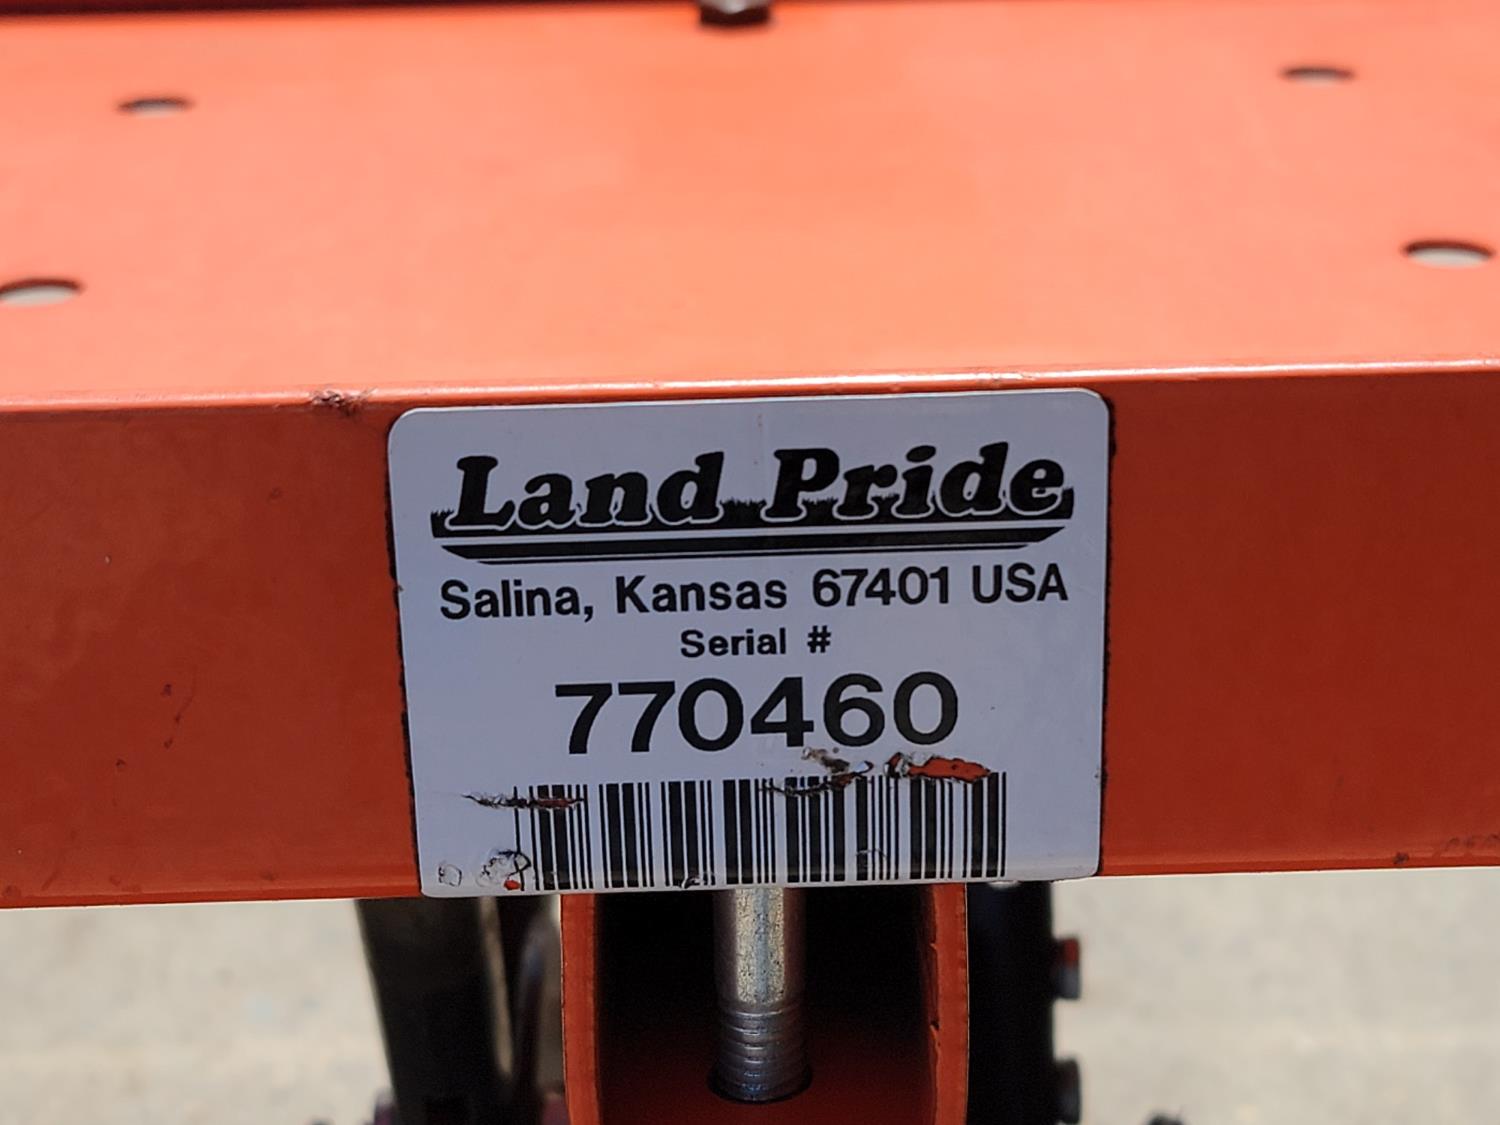 Land Pride
Salina, Kansas 67401 USA
Serial #
770460